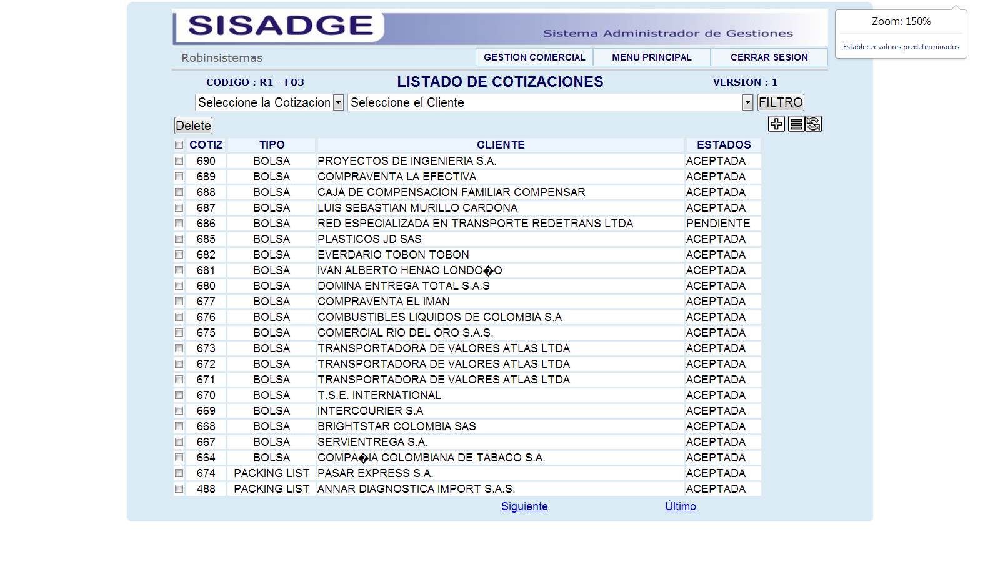 SISADGE
Sistema Administrador de Gestiones
Zoom: 150%
Establecer valores predeterminados
Robinsistemas
GESTION COMERCIAL MENU PRINCIPAL CERRAR SESION
CODIGO : R1 - F03 LISTADO DE COTIZACIONES VERSION : 1
Seleccione la Cotizacion Seleccione el Cliente FILTRO
Delete
COTIZ TIPO CLIENTE ESTADOS
690 BOLSA PROYECTOS DE INGENIERIA S.A. ACEPTADA
689 BOLSA COMPRAVENTA LA EFECTIVA ACEPTADA
688 BOLSA CAJA DE COMPENSACION FAMILIAR COMPENSAR ACEPTADA
687 BOLSA LUIS SEBASTIAN MURILLO CARDONA ACEPTADA
686 BOLSA RED ESPECIALIZADA EN TRANSPORTE REDETRANS LTDA PENDIENTE
685 BOLSA PLASTICOS JD SAS ACEPTADA
682 BOLSA EVERDARIO TOBON TOBON ACEPTADA
681 BOLSA IVAN ALBERTO HENAO LONDO�O ACEPTADA
680 BOLSA DOMINA ENTREGA TOTAL S.A.S ACEPTADA
677 BOLSA COMPRAVENTA EL IMAN ACEPTADA
676 BOLSA COMBUSTIBLES LIQUIDOS DE COLOMBIA S.A ACEPTADA
675 BOLSA COMERCIAL RIO DEL ORO S.A.S. ACEPTADA
673 BOLSA TRANSPORTADORA DE VALORES ATLAS LTDA ACEPTADA
672 BOLSA TRANSPORTADORA DE VALORES ATLAS LTDA ACEPTADA
671 BOLSA TRANSPORTADORA DE VALORES ATLAS LTDA ACEPTADA
670 BOLSA T.S.E. INTERNATIONAL ACEPTADA
669 BOLSA INTERCOURIER S.A ACEPTADA
668 BOLSA BRIGHTSTAR COLOMBIA SAS ACEPTADA
667 BOLSA SERVIENTREGA S.A. ACEPTADA
664 BOLSA COMPA�IA COLOMBIANA DE TABACO S.A. ACEPTADA
674 PACKING LIST PASAR EXPRESS S.A. ACEPTADA
488 PACKING LIST ANNAR DIAGNOSTICA IMPORT S.A.S. ACEPTADA
Siguiente Último